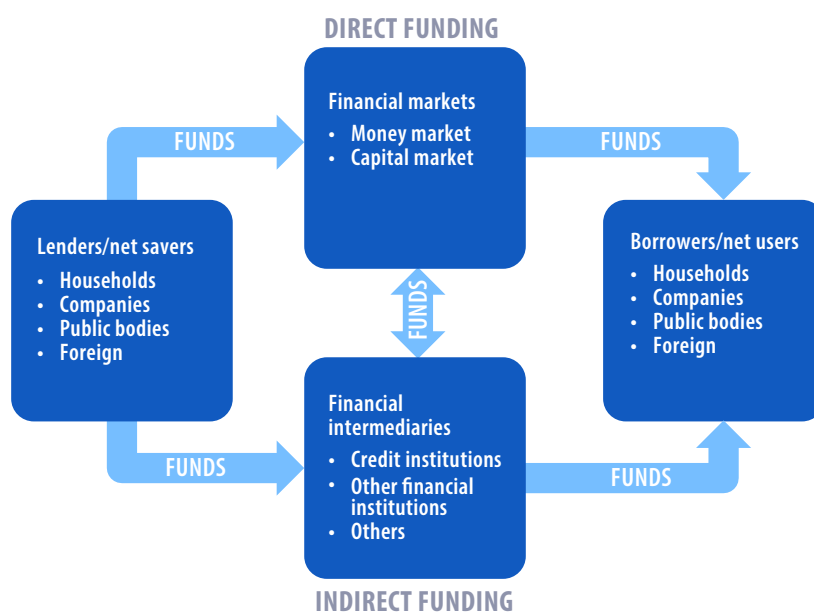 DIRECT FUNDING
Financial markets
• Money market
• Capital market
FUNDS
FUNDS
Lenders/net savers
• Households
• Companies
• Public bodies
• Foreign
Borrowers/net users
• Households
• Companies
• Public bodies
• Foreign
FUNDS
Financial
intermediaries
• Credit institutions
• Other financial
institutions
• Others
FUNDS
FUNDS
INDIRECT FUNDING